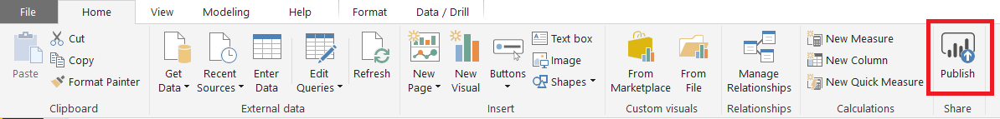 File Home View Modeling Help Format Data / Drill
Paste
Cut
Copy
Format Painter
Clipboard
Get
Data
Recent
Sources
Enter
Data
Edit
Queries
Refresh
External data
New
Page
New
Visual
Buttons
Text box
Image
Shapes
Insert
From
Marketplace
From
File
Custom visuals
Manage
Relationships
Relationships
New Measure
New Column
New Quick Measure
Calculations
Publish
Share